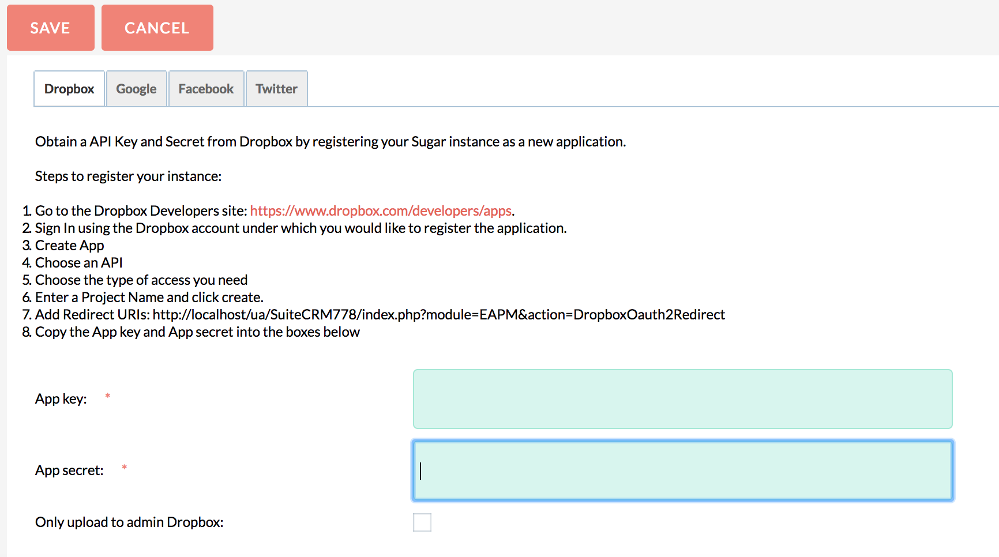 SAVE CANCEL
Dropbox Google Facebook Twitter
Obtain a API Key and Secret from Dropbox by registering your Sugar instance as a new application.
Steps to register your instance:
1. Go to the Dropbox Developers site: https://www.dropbox.com/developers/apps.
2. Sign In using the Dropbox account under which you would like to register the application.
3. Create App
4. Choose an API
5. Choose the type of access you need
6. Enter a Project Name and click create.
7. Add Redirect URIs: http://localhost/ua/SuiteCRM778/index.php?module=EAPM&action=DropboxOauth2Redirect
8. Copy the App key and App secret into the boxes below
App key: *
App secret: *
Only upload to admin Dropbox: